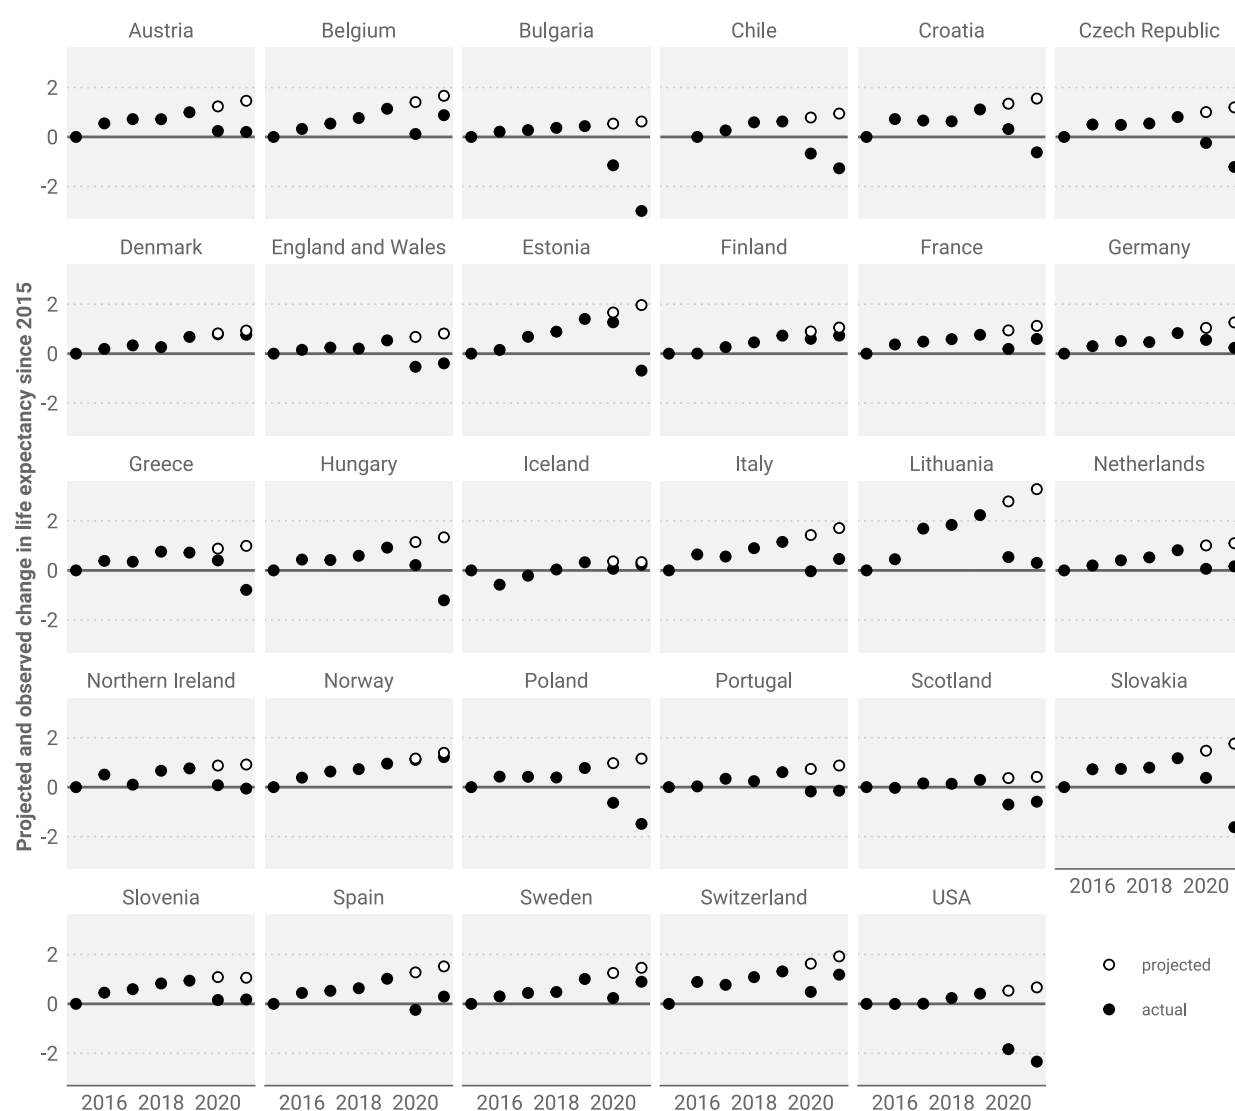 Austria Belgium Bulgaria Chile Croatia Czech Republic
2
0
-2
Denmark England and Wales Estonia Finland France Germany
2
0
-2
Projected and observed change in life expectancy since 2015
Greece Hungary Iceland Italy Lithuania Netherlands
2
0
-2
Northern Ireland Norway Poland Portugal Scotland Slovakia
2
0
-2
2016 2018 2020
Slovenia Spain Sweden Switzerland USA
2
0
-2
projected
actual
2016 2018 2020 2016 2018 2020 2016 2018 2020 2016 2018 2020 2016 2018 2020